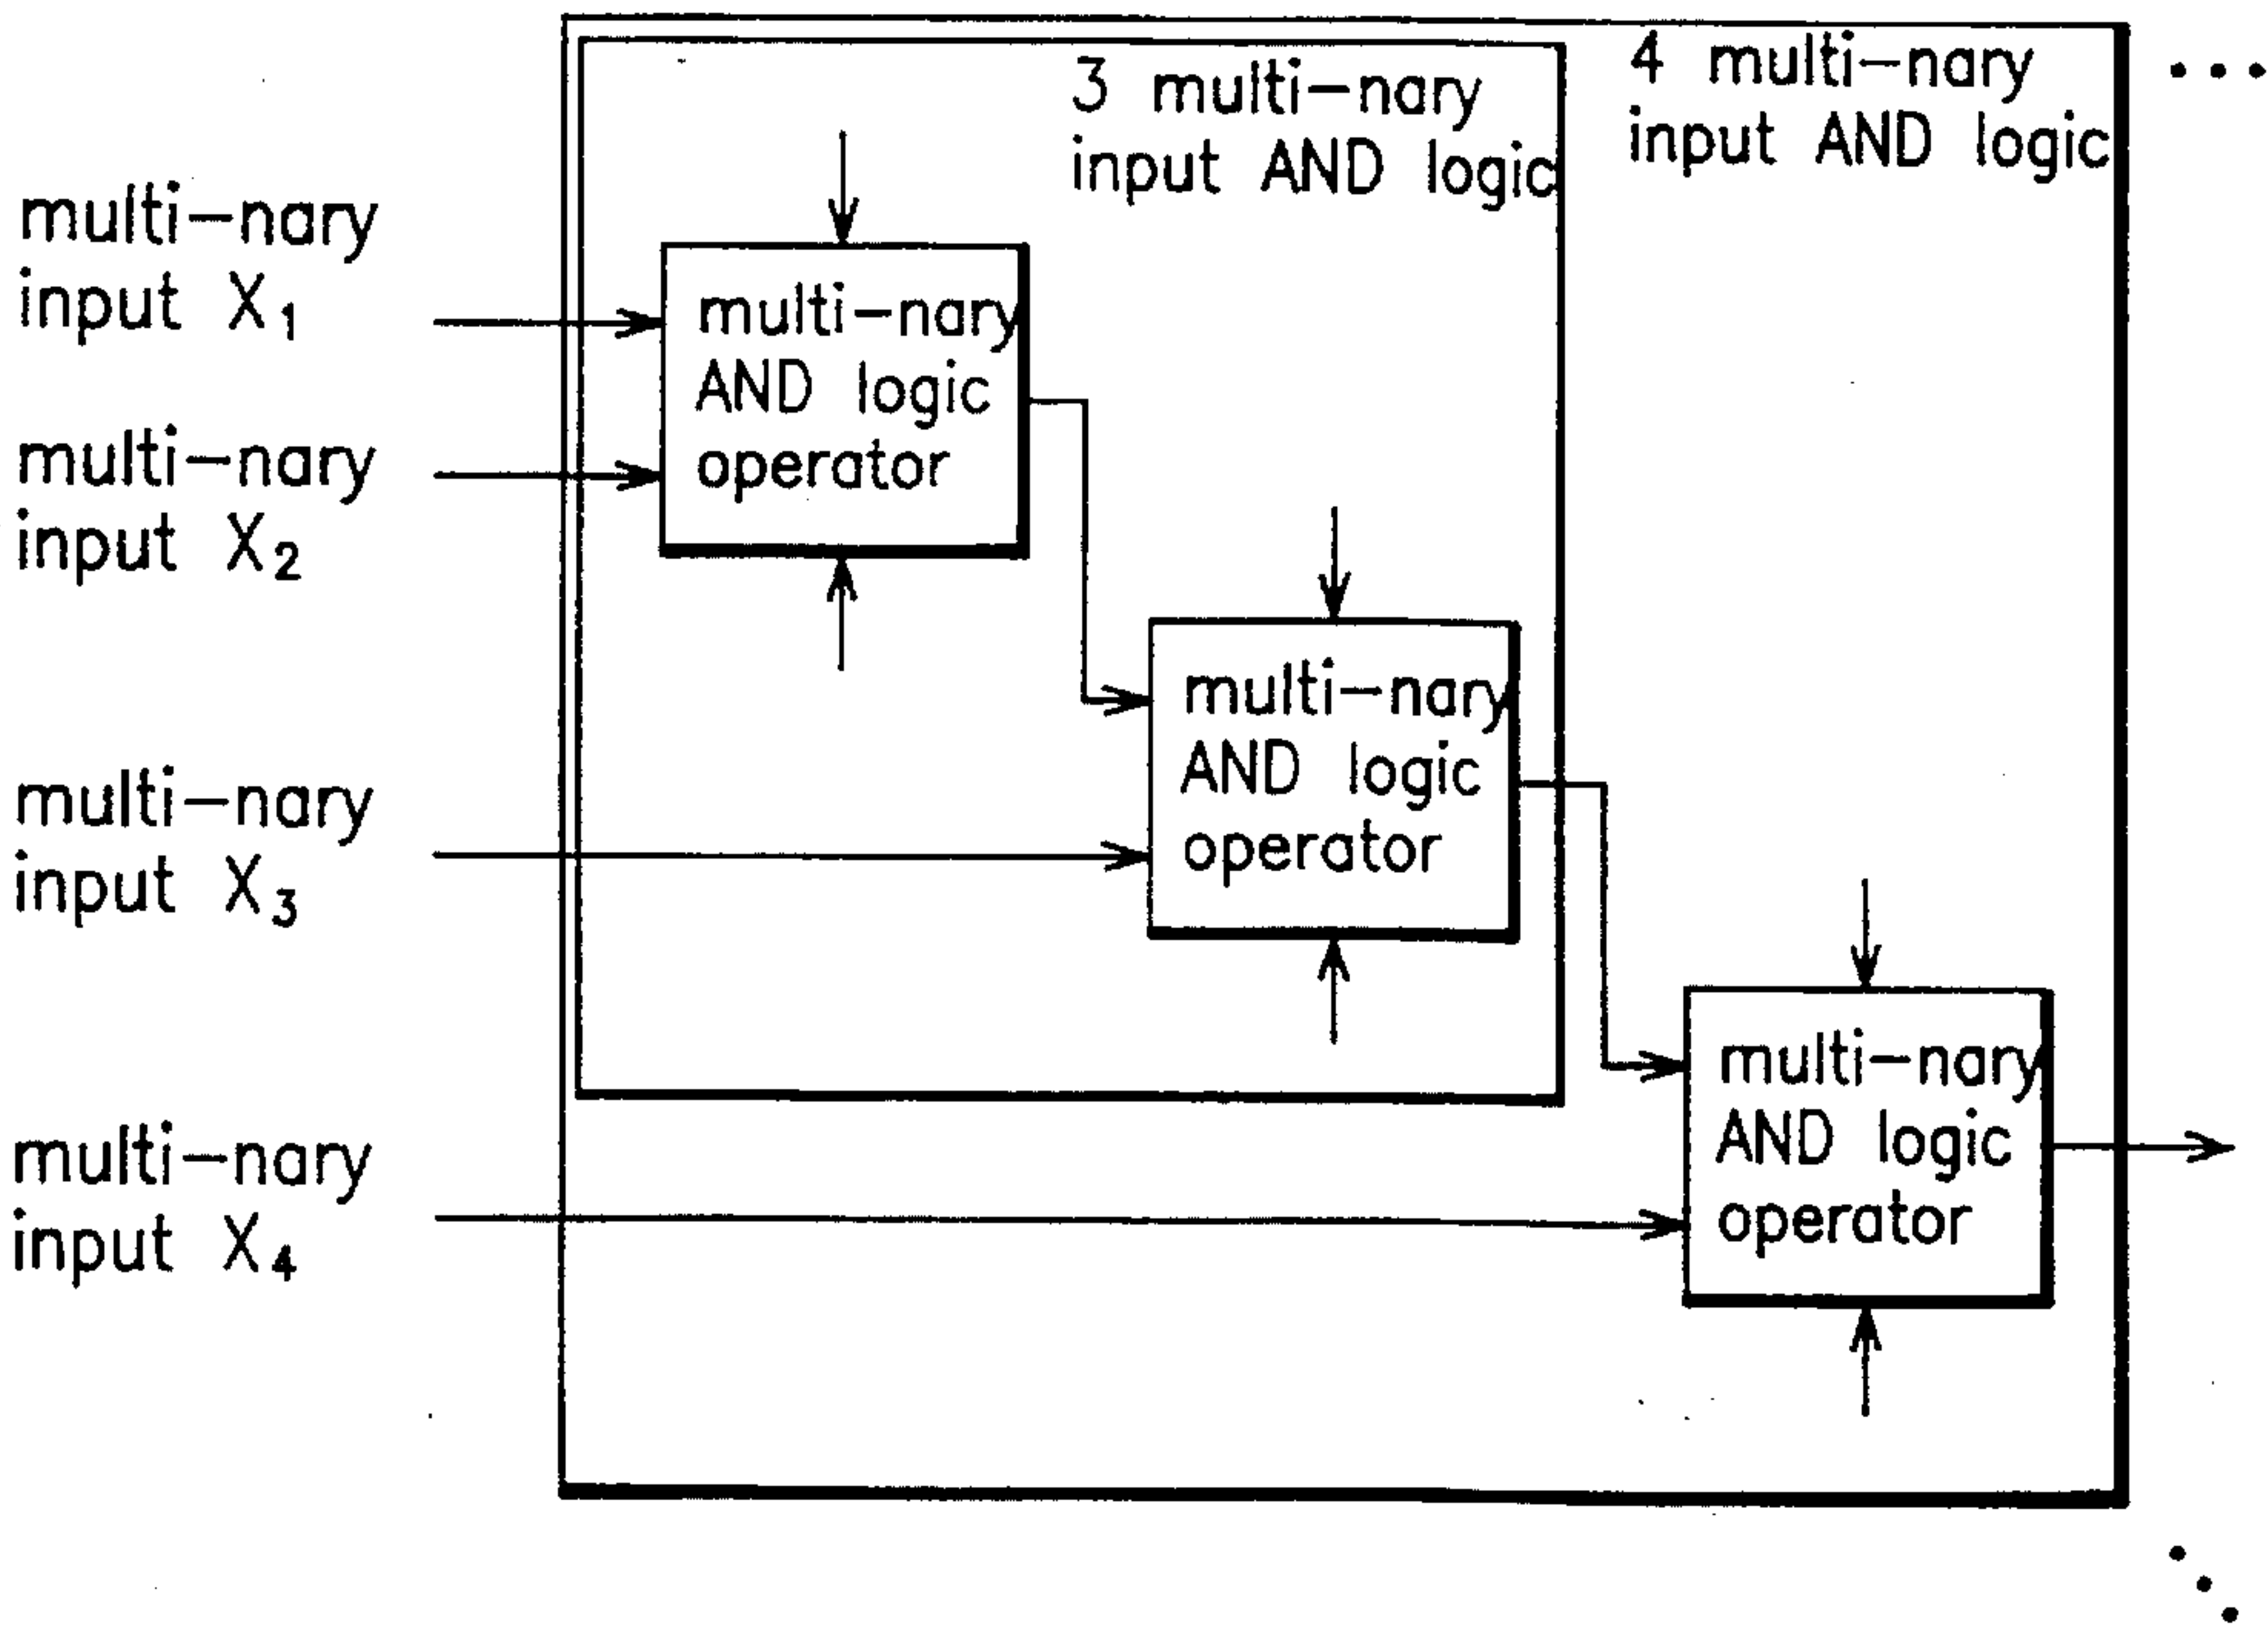 3 multi-nary
input AND logic
4 multi-nary
input AND logic
• • •
multi-nary
input X₁
multi-nary
AND logic
operator
multi-nary
input X₂
multi-nary
AND logic
operator
multi-nary
input X₃
multi-nary
AND logic
operator
multi-nary
input X₄